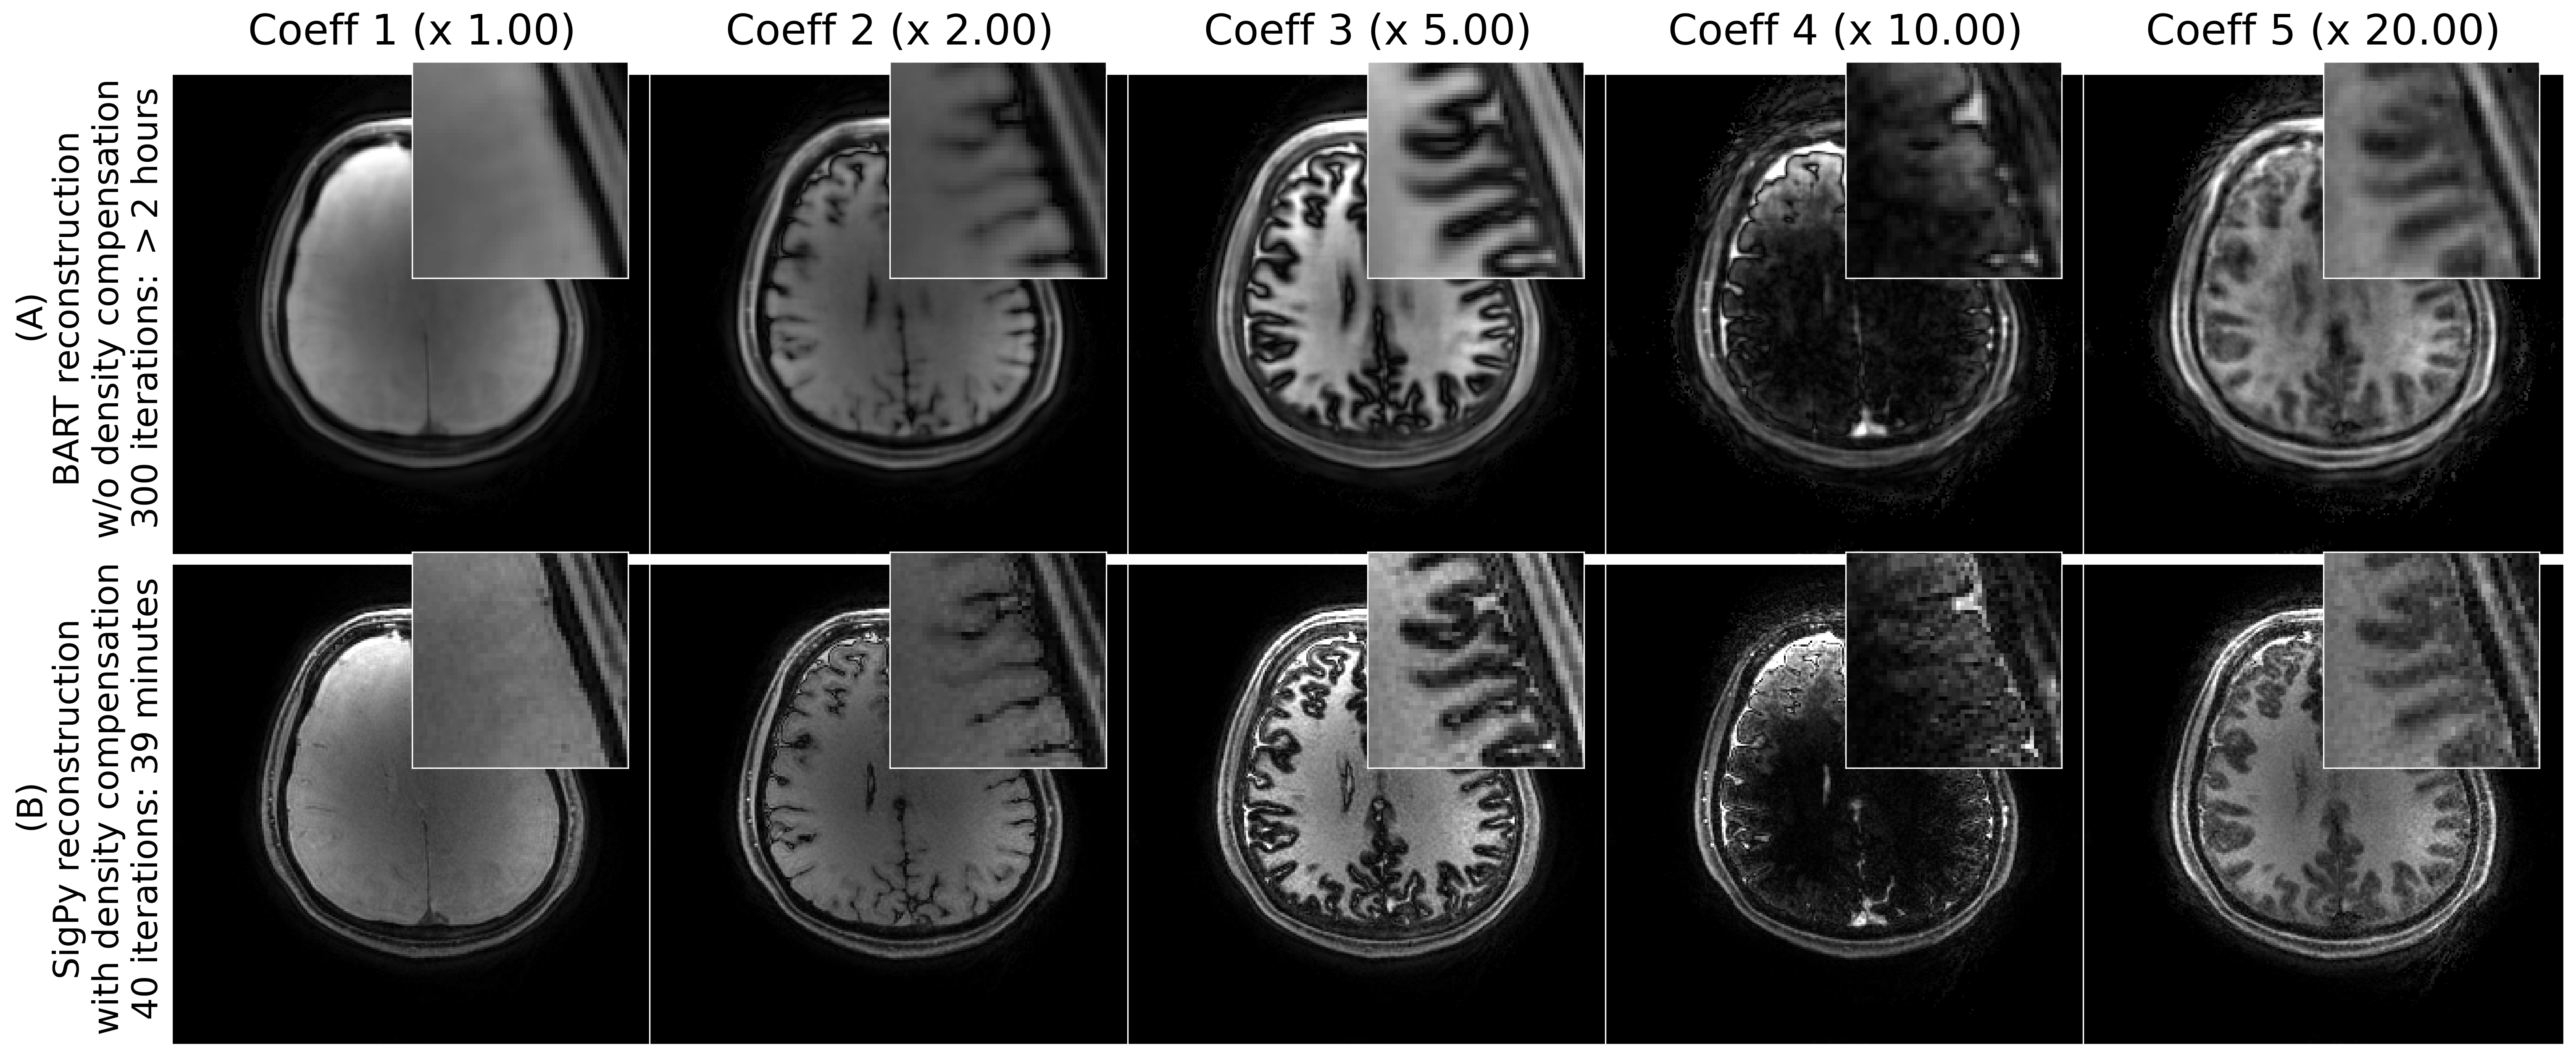 Coeff 1 (x 1.00)
Coeff 2 (x 2.00)
Coeff 3 (x 5.00)
Coeff 4 (x 10.00)
Coeff 5 (x 20.00)
(A)
BART reconstruction
w/o density compensation
300 iterations: > 2 hours
(B)
SigPy reconstruction
with density compensation
40 iterations: 39 minutes